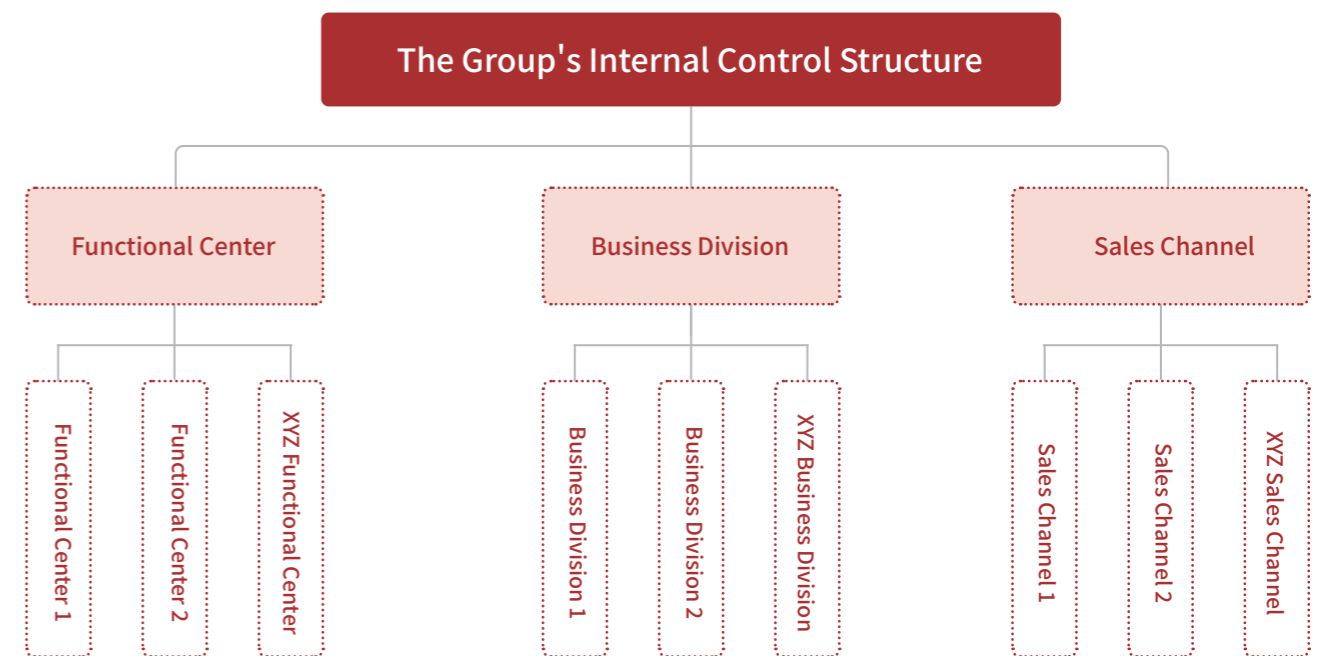 The Group's Internal Control Structure
Functional Center
Business Division
Sales Channel
Functional Center 1
Functional Center 2
XYZ Functional Center
Business Division 1
Business Division 2
XYZ Business Division
Sales Channel 1
Sales Channel 2
XYZ Sales Channel